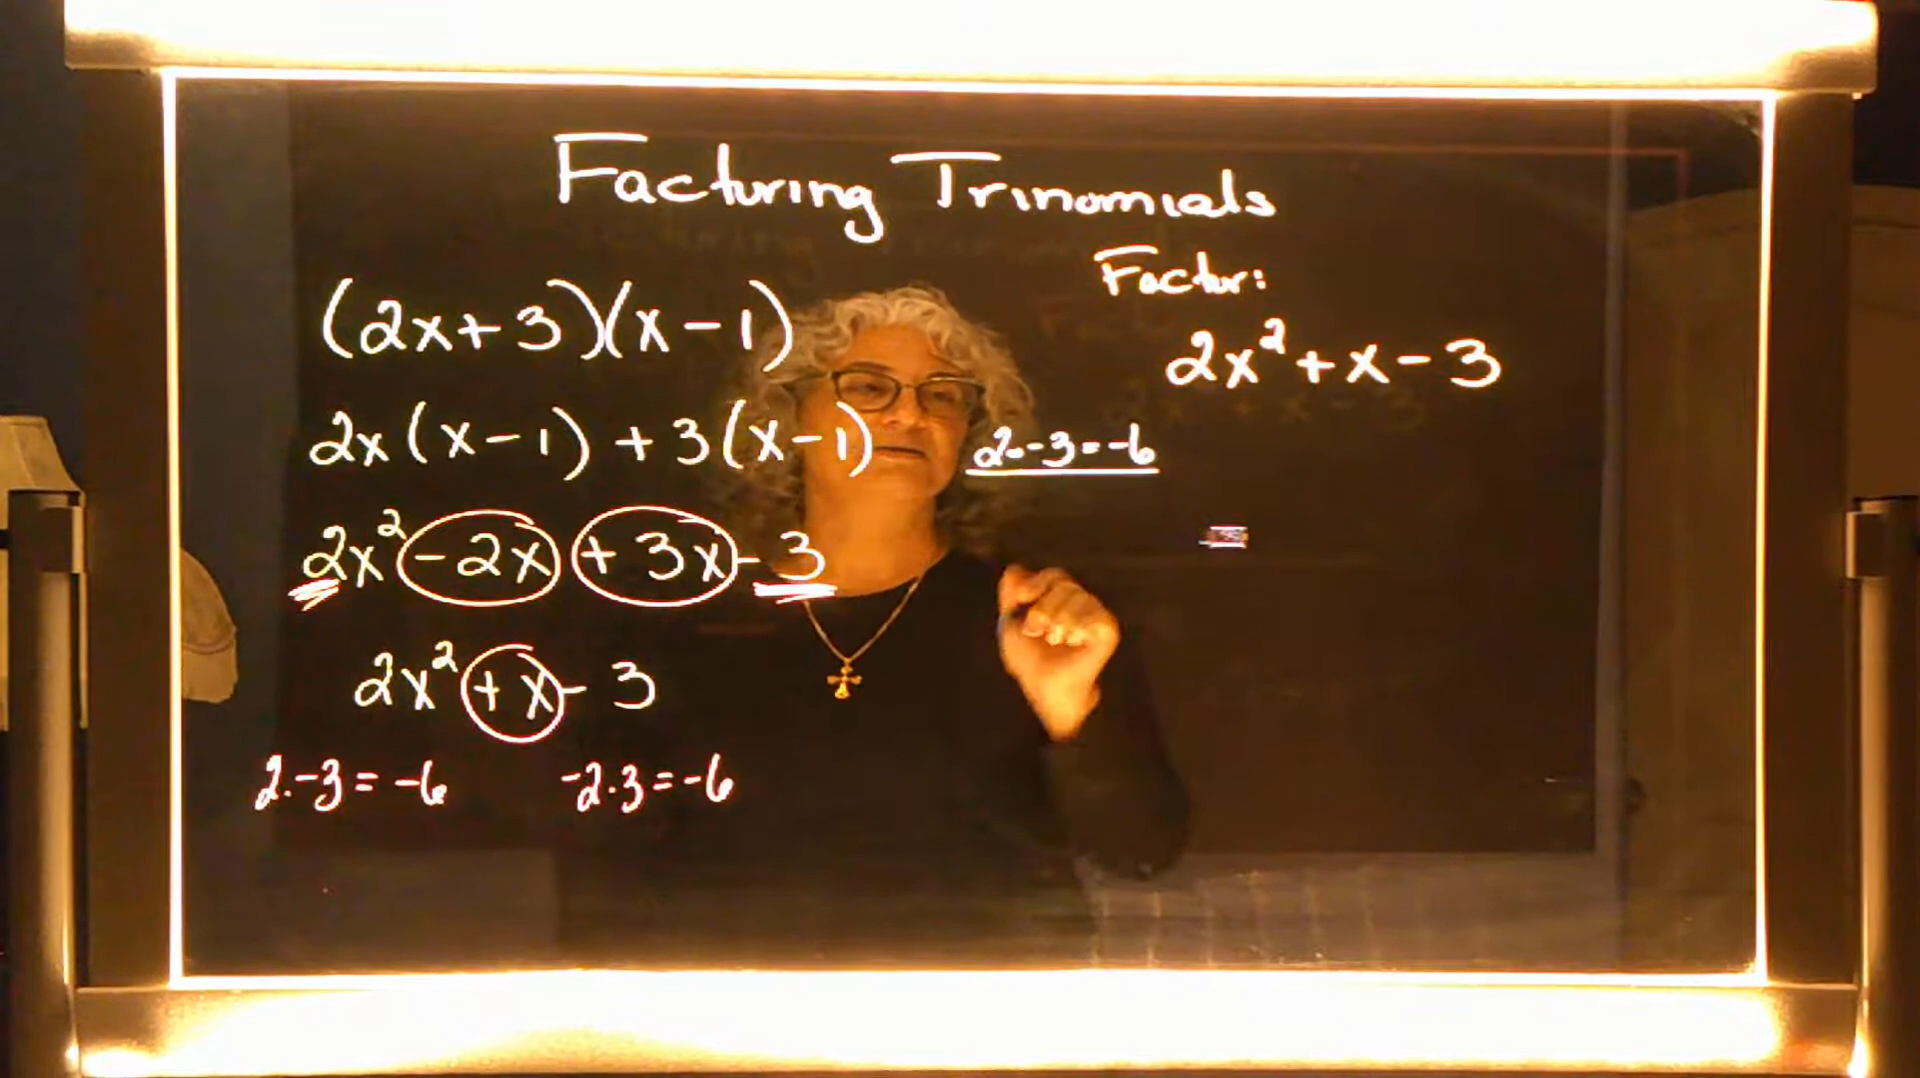 Factoring Trinomials
(2x+3)(x-1)
2x(x-1)+3(x-1)
2x²-2x+3x-3
2x²+x-3
2·-3=-6 -2·3=-6
Factor:
2x²+x-3
2·-3=-6